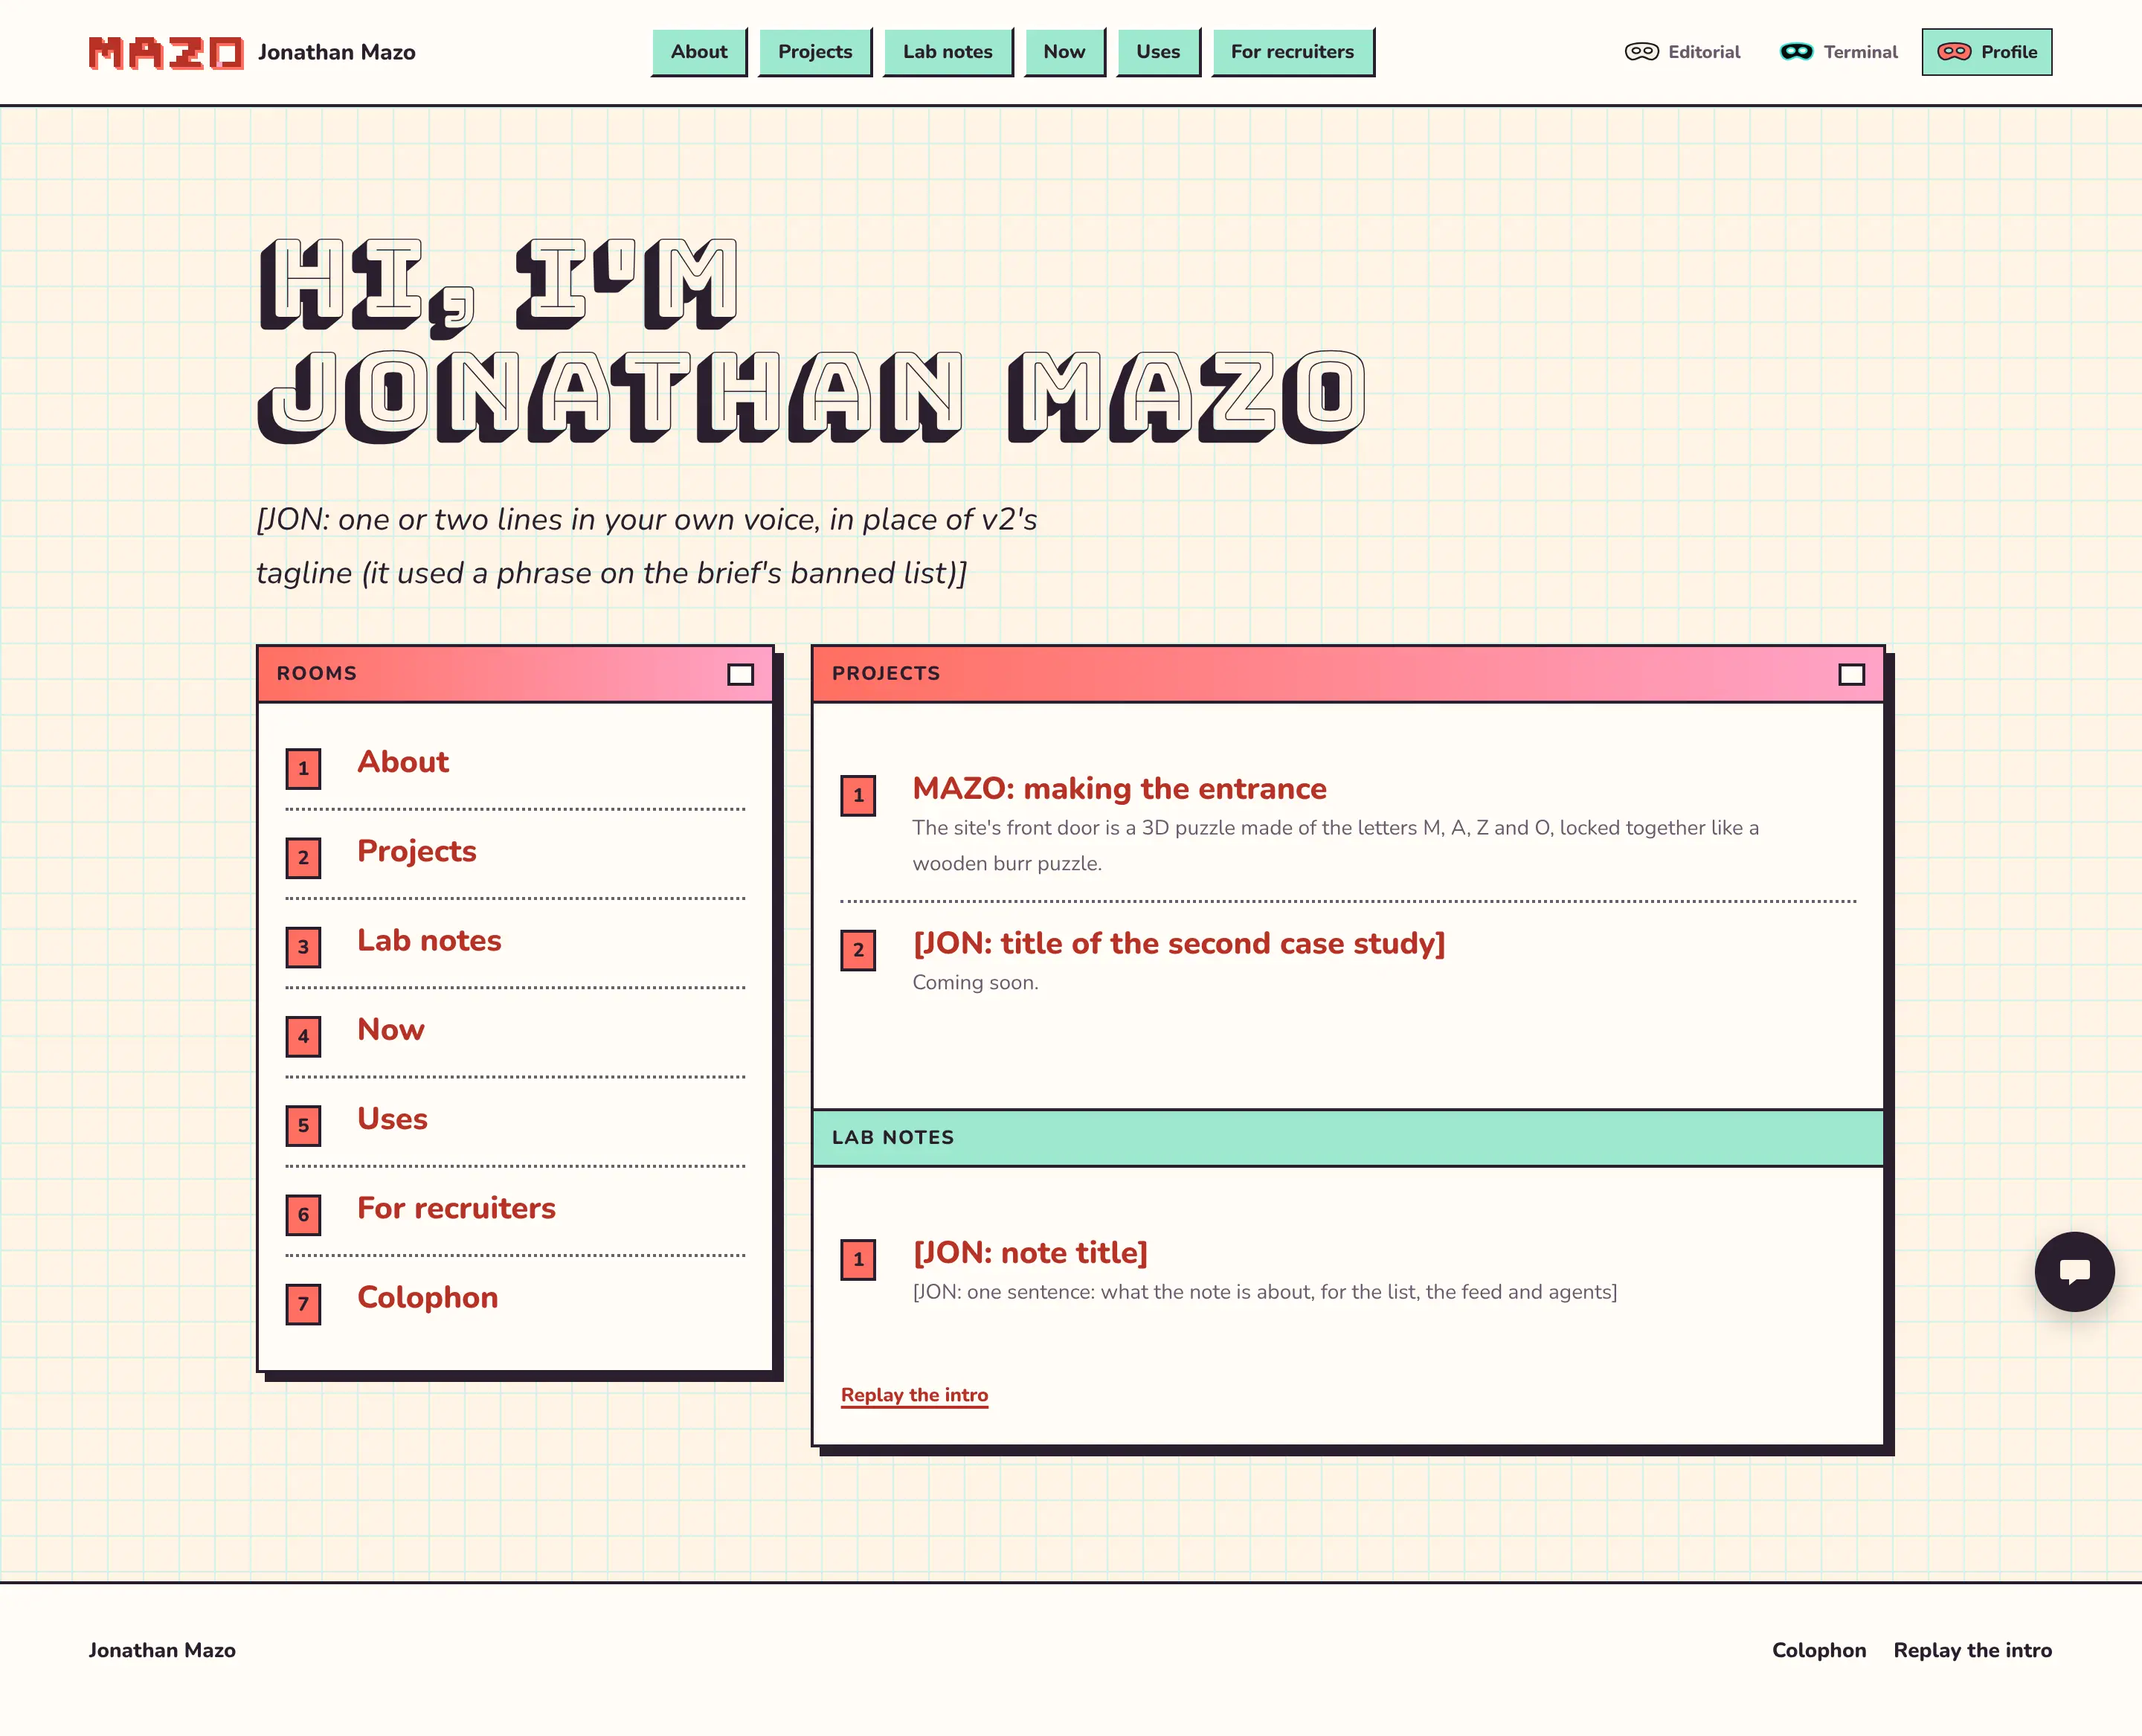 MAZO Jonathan Mazo
About Projects Lab notes Now Uses For recruiters
Editorial Terminal Profile
HI, I'M
JONATHAN MAZO
[JON: one or two lines in your own voice, in place of v2's
tagline (it used a phrase on the brief's banned list)]
ROOMS
1 About
2 Projects
3 Lab notes
4 Now
5 Uses
6 For recruiters
7 Colophon
PROJECTS
1 MAZO: making the entrance
The site's front door is a 3D puzzle made of the letters M, A, Z and O, locked together like a
wooden burr puzzle.
2 [JON: title of the second case study]
Coming soon.
LAB NOTES
1 [JON: note title]
[JON: one sentence: what the note is about, for the list, the feed and agents]
Replay the intro
Jonathan Mazo
Colophon Replay the intro